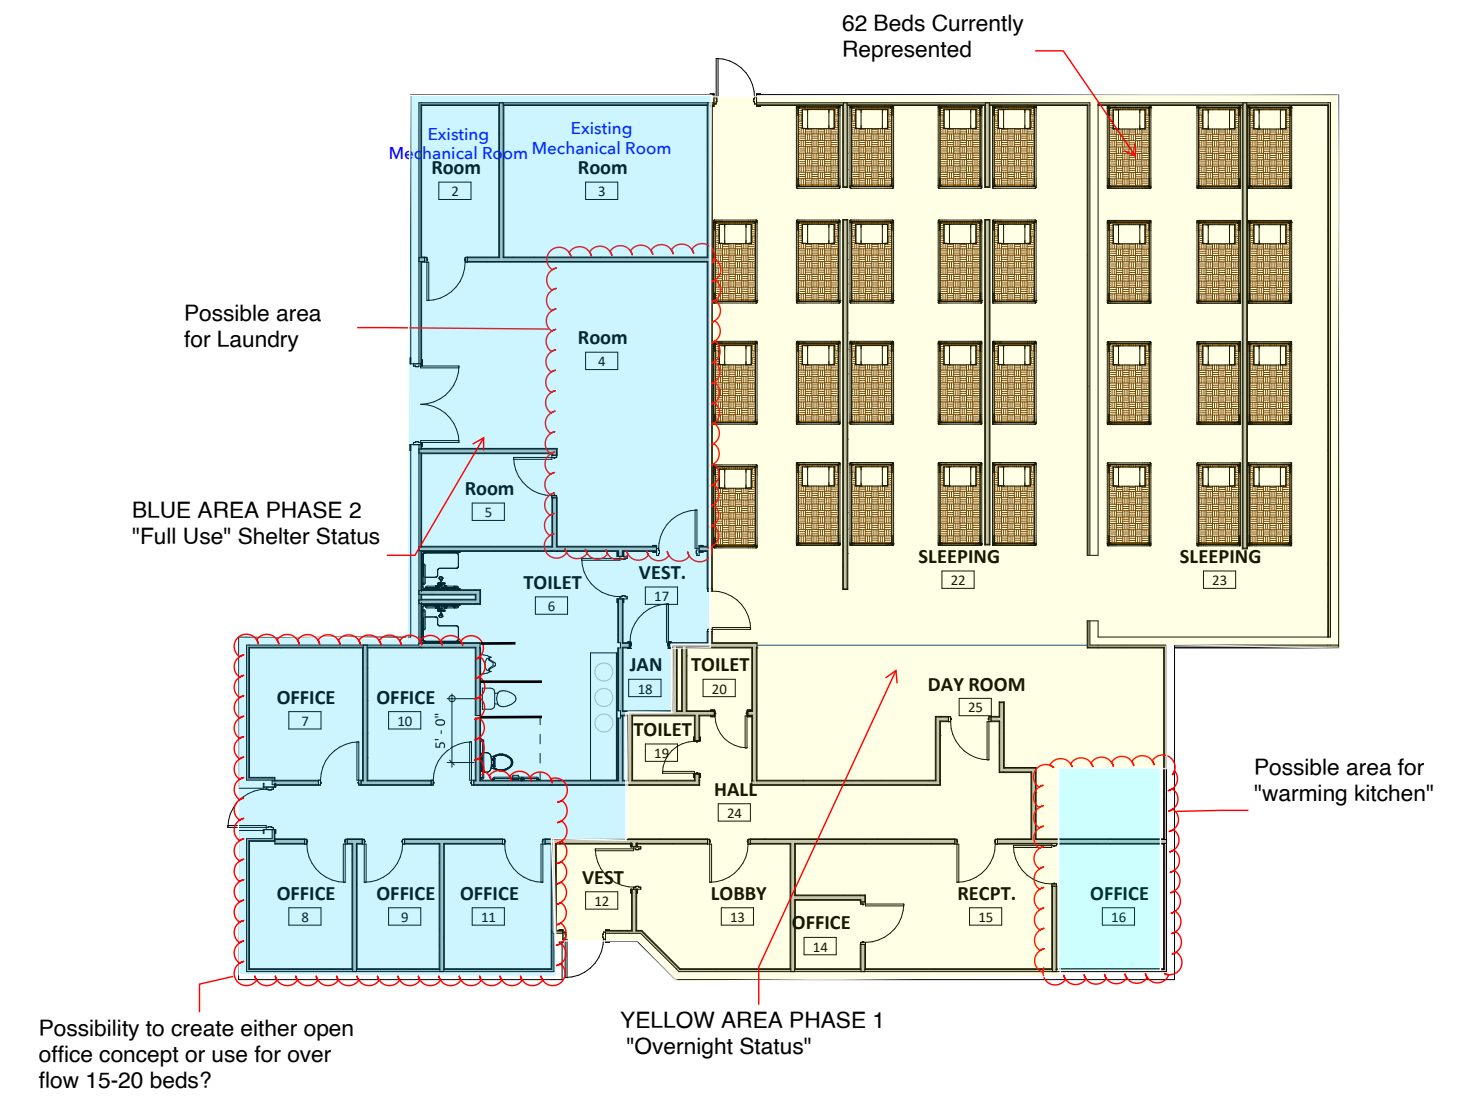 62 Beds Currently
Represented
Existing
Mechanical Room
Room
2
Existing
Mechanical Room
Room
3
Possible area
for Laundry
Room
4
BLUE AREA PHASE 2
"Full Use" Shelter Status
Room
5
SLEEPING
22
SLEEPING
23
TOILET
6
VEST.
17
JAN
18
TOILET
20
DAY ROOM
25
OFFICE
7
OFFICE
10
5' - 0"
TOILET
19
HALL
24
Possible area for
"warming kitchen"
OFFICE
8
OFFICE
9
OFFICE
11
VEST
12
LOBBY
13
OFFICE
14
RECPT.
15
OFFICE
16
YELLOW AREA PHASE 1
"Overnight Status"
Possibility to create either open
office concept or use for over
flow 15-20 beds?